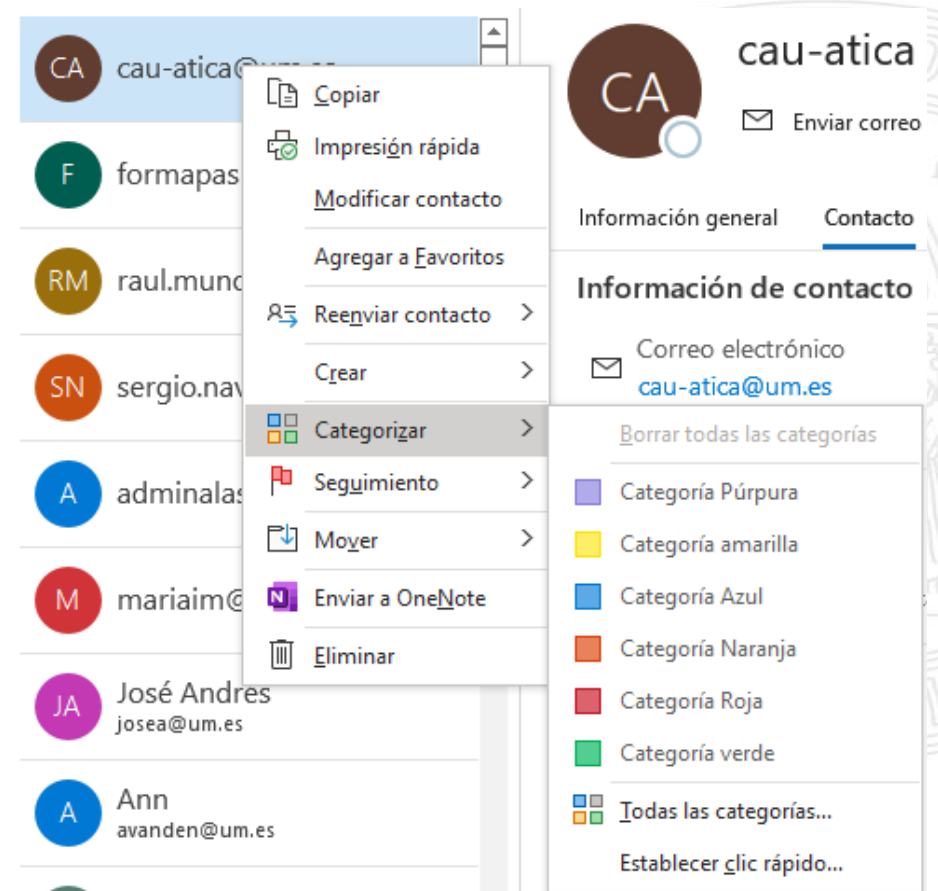 CA
cau-atica@um.es
F
formapas
RM
raul.mund
SN
sergio.nav
A
adminalas
M
mariaim@
JA
José Andres
josea@um.es
A
Ann
avanden@um.es
Copiar
Impresión rápida
Modificar contacto
Agregar a Favoritos
Reenviar contacto
Crear
Categorizar
Seguimiento
Mover
N Enviar a OneNote
Eliminar
CA
cau-atica
Enviar correo
Información general Contacto
Información de contacto
Correo electrónico
cau-atica@um.es
Borrar todas las categorías
Categoría Púrpura
Categoría amarilla
Categoría Azul
Categoría Naranja
Categoría Roja
Categoría verde
Todas las categorías...
Establecer clic rápido...